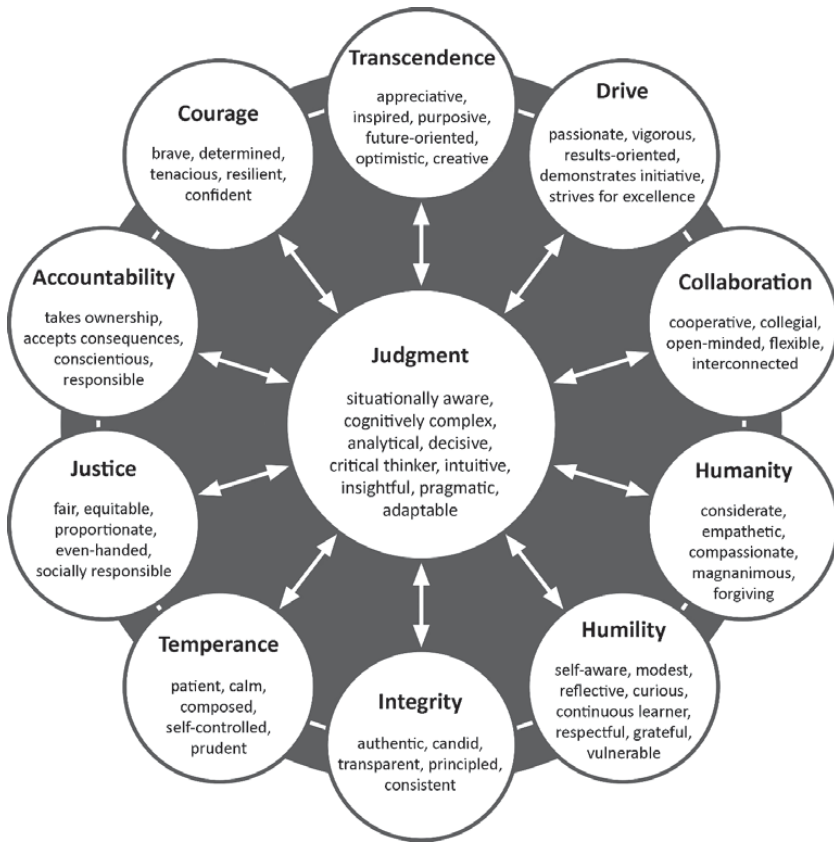 Transcendence
appreciative,
inspired, purposive,
future-oriented,
optimistic, creative
Drive
passionate, vigorous,
results-oriented,
demonstrates initiative,
strives for excellence
Collaboration
cooperative, collegial,
open-minded, flexible,
interconnected
Humanity
considerate,
empathetic,
compassionate,
magnanimous,
forgiving
Humility
self-aware, modest,
reflective, curious,
continuous learner,
respectful, grateful,
vulnerable
Integrity
authentic, candid,
transparent, principled,
consistent
Temperance
patient, calm,
composed,
self-controlled,
prudent
Justice
fair, equitable,
proportionate,
even-handed,
socially responsible
Accountability
takes ownership,
accepts consequences,
conscientious,
responsible
Courage
brave, determined,
tenacious, resilient,
confident
Judgment
situationally aware,
cognitively complex,
analytical, decisive,
critical thinker, intuitive,
insightful, pragmatic,
adaptable